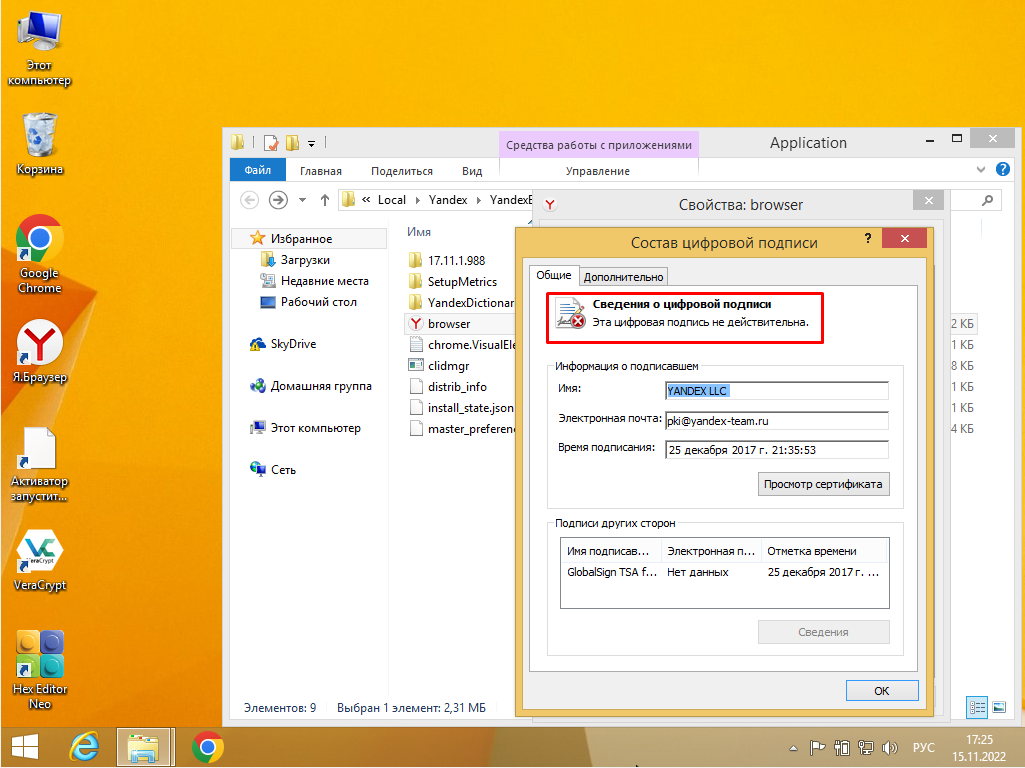 Этот
компьютер
Корзина
Google
Chrome
Я.Браузер
Активатор
запустит...
VeraCrypt
VeraCrypt
Hex Editor
Neo
Средства работы с приложениями
Application
Файл
Главная
Поделиться
Вид
Управление
« Local
Yandex
YandexB
Имя
Избранное
Загрузки
Недавние места
Рабочий стол
SkyDrive
Домашняя группа
Этот компьютер
Сеть
17.11.1.988
SetupMetrics
YandexDictionar
browser
chrome.VisualEle
clidmgr
distrib_info
install_state.json
master_preferen
2 КБ
1 КБ
8 КБ
1 КБ
1 КБ
4 КБ
Элементов: 9
Выбран 1 элемент: 2,31 МБ
Свойства: browser
Состав цифровой подписи
?
Общие
Дополнительно
Сведения о цифровой подписи
Эта цифровая подпись не действительна.
Информация о подписавшем
Имя:
YANDEX LLC
Электронная почта:
pki@yandex-team.ru
Время подписания:
25 декабря 2017 г. 21:35:53
Просмотр сертификата
Подписи других сторон
Имя подписав...
Электронная п...
Отметка времени
GlobalSign TSA f...
Нет данных
25 декабря 2017 г. ...
Сведения
ОК
РУС
17:25
15.11.2022